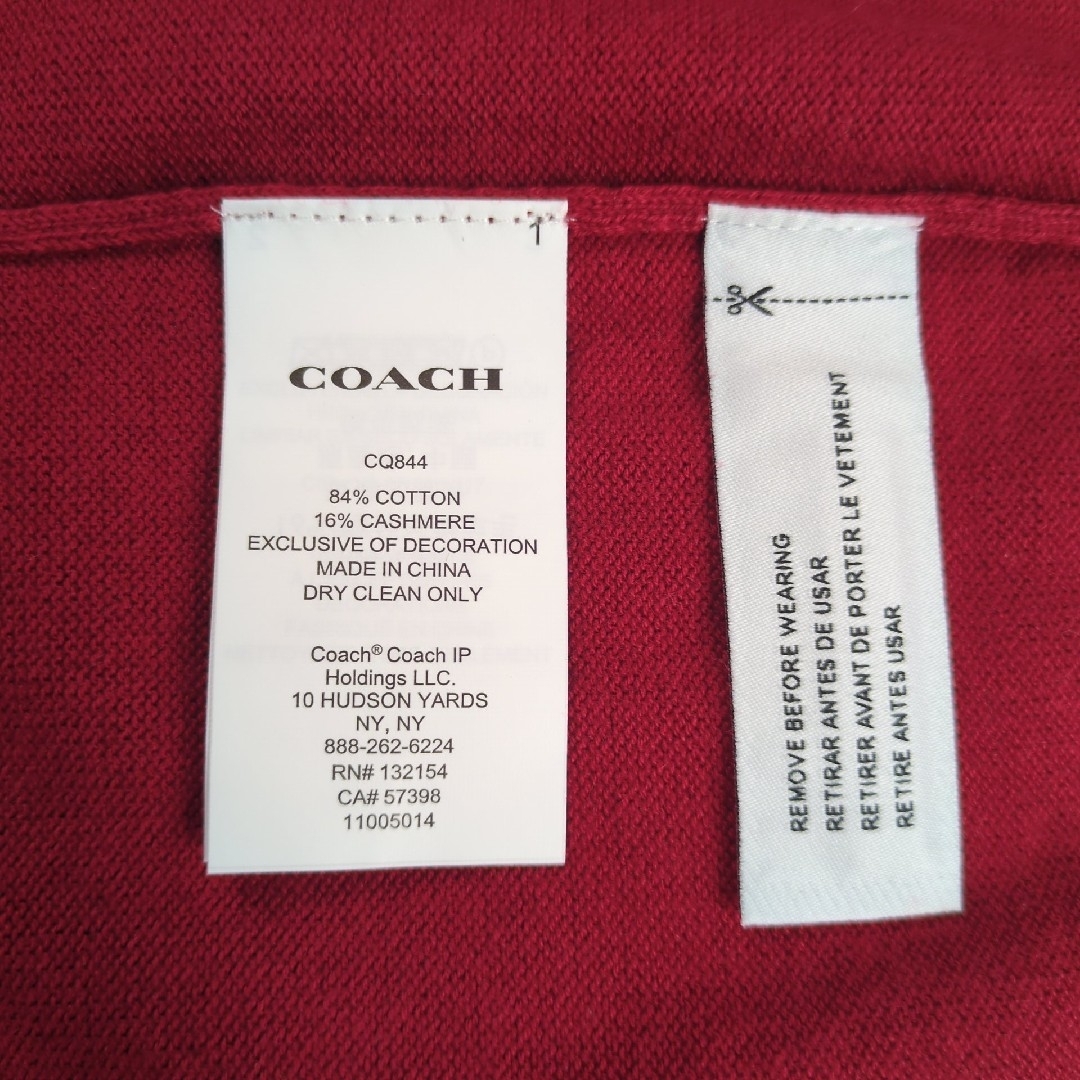 1
COACH
CQ844
84% COTTON
16% CASHMERE
EXCLUSIVE OF DECORATION
MADE IN CHINA
DRY CLEAN ONLY
Coach® Coach IP
Holdings LLC.
10 HUDSON YARDS
NY, NY
888-262-6224
RN# 132154
CA# 57398
11005014
REMOVE BEFORE WEARING
RETIRAR ANTES DE USAR
RETIRER AVANT DE PORTER LE VETEMENT
RETIRE ANTES USAR